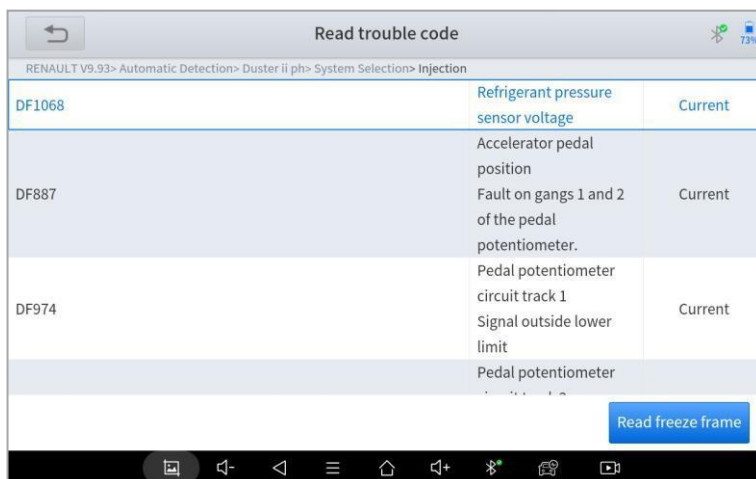 Read trouble code
73%
RENAULT V9.93> Automatic Detection> Duster ii ph> System Selection> Injection
DF1068
Refrigerant pressure
sensor voltage
Current
DF887
Accelerator pedal
position
Fault on gangs 1 and 2
of the pedal
potentiometer.
Current
DF974
Pedal potentiometer
circuit track 1
Signal outside lower
limit
Current
Pedal potentiometer
Read freeze frame